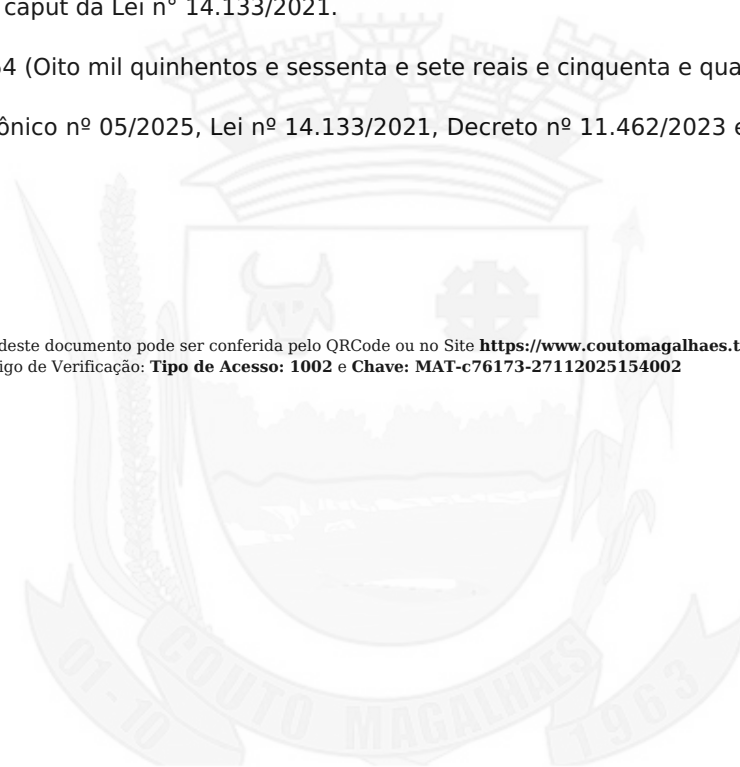 caput da Lei n° 14.133/2021.
4 (Oito mil quinhentos e sessenta e sete reais e cinquenta e qua
ônico nº 05/2025, Lei nº 14.133/2021, Decreto nº 11.462/2023 e
deste documento pode ser conferida pelo QRCode ou no Site https://www.coutomagalhaes.t
igo de Verificação: Tipo de Acesso: 1002 e Chave: MAT-c76173-27112025154002
01-10 COUTO MAGALHÃES 1963